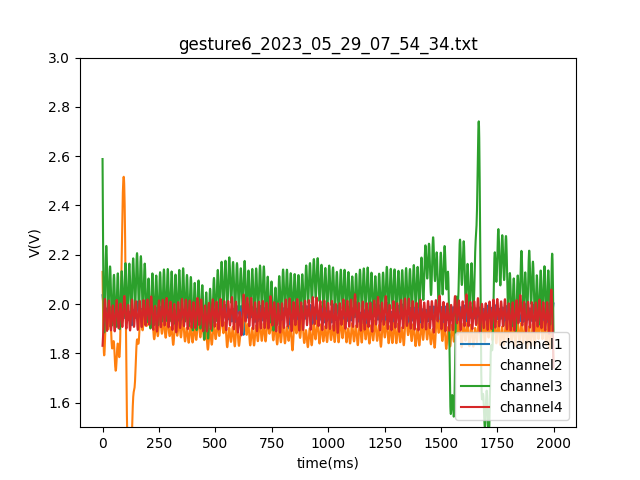 gesture6_2023_05_29_07_54_34.txt
3.0
2.8
2.6
2.4
2.2
2.0
1.8
1.6
V(V)
channel1
channel2
channel3
channel4
0 250 500 750 1000 1250 1500 1750 2000
time(ms)